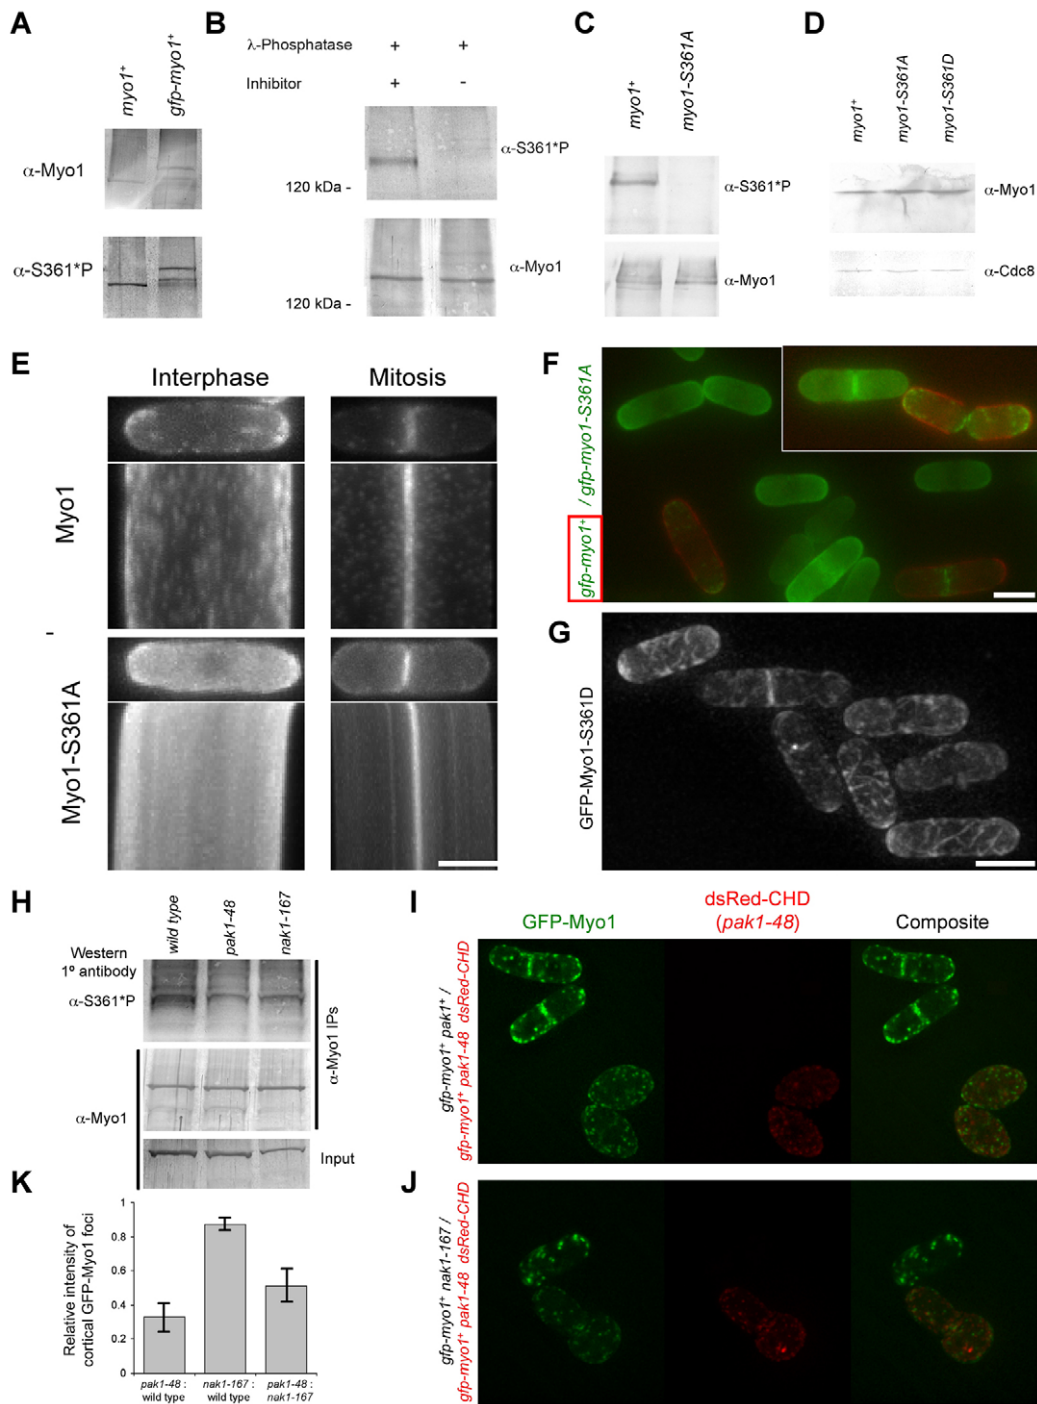 A
myo1+
gfp-myo1+
α-Myo1
α-S361*P
B
λ-Phosphatase + +
Inhibitor + -
α-S361*P
120 kDa -
α-Myo1
120 kDa -
C
myo1+
myo1-S361A
α-S361*P
α-Myo1
D
myo1+
myo1-S361A
myo1-S361D
α-Myo1
α-Cdc8
E
Interphase
Mitosis
Myo1
Myo1-S361A
F
gfp-myo1+ / gfp-myo1-S361A
G
GFP-Myo1-S361D
H
wild type
pak1-48
nak1-167
Western
1º antibody
α-S361*P
α-Myo1 IPs
α-Myo1
Input
I
GFP-Myo1
dsRed-CHD
(pak1-48)
Composite
gfp-myo1+ pak1+ /
gfp-myo1+ pak1-48 dsRed-CHD
J
gfp-myo1+ nak1-167 /
gfp-myo1+ pak1-48 dsRed-CHD
K
Relative intensity of
cortical GFP-Myo1 foci
1
0.8
0.6
0.4
0.2
0
pak1-48 :
wild type
nak1-167 :
wild type
pak1-48 :
nak1-167